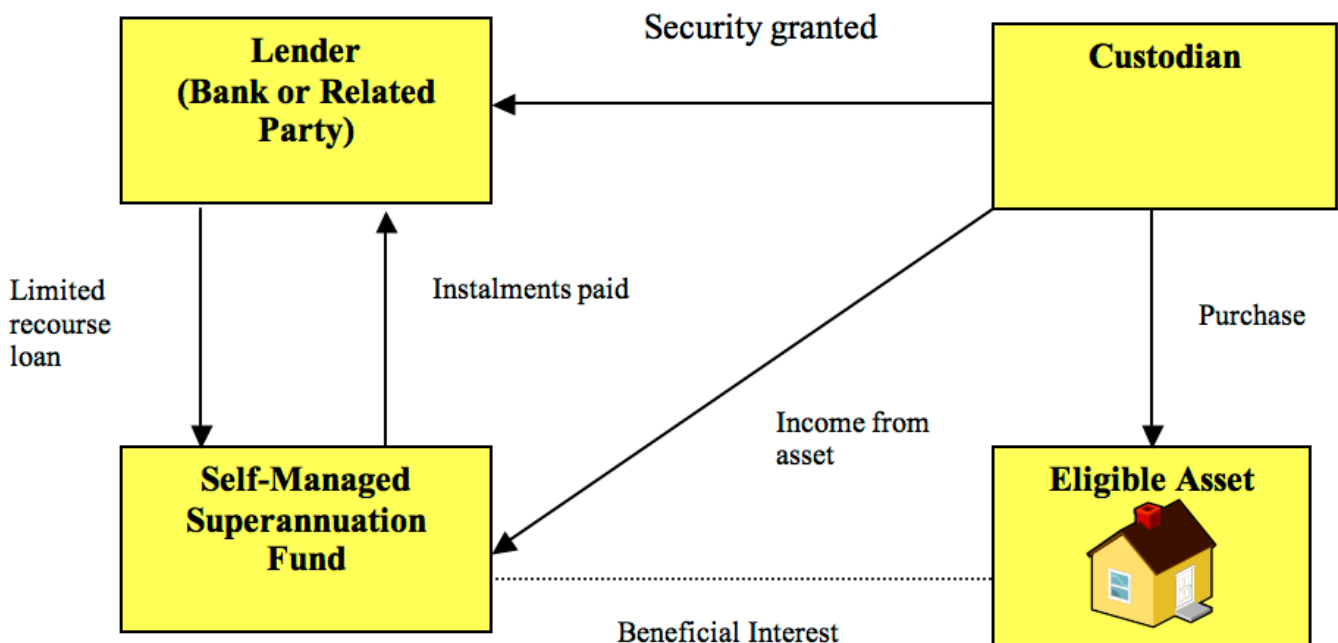 Lender
(Bank or Related
Party)
Security granted
Custodian
Limited
recourse
loan
Instalments paid
Purchase
Income from
asset
Self-Managed
Superannuation
Fund
Eligible Asset
Beneficial Interest